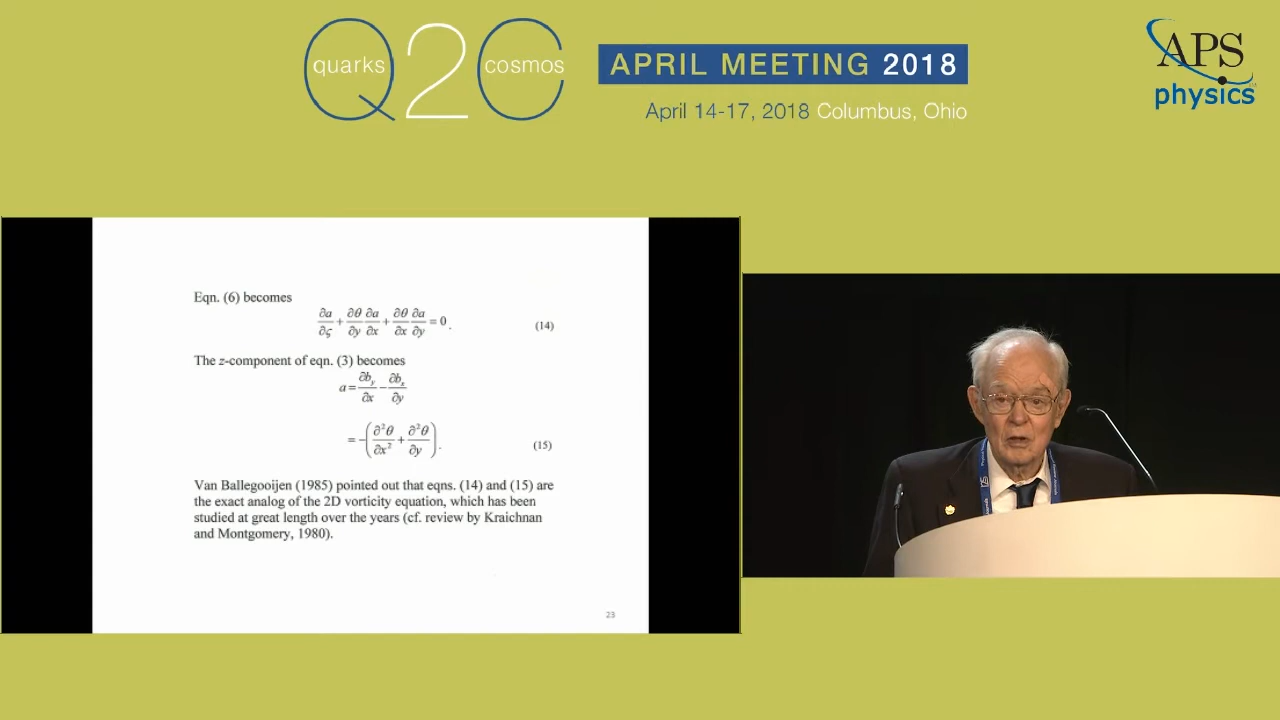 quarks Q2C cosmos
APRIL MEETING 2018
April 14-17, 2018 Columbus, Ohio
APS
physics
Eqn. (6) becomes
∂a/∂ς + ∂θ/∂y ∂a/∂x + ∂θ/∂x ∂a/∂y = 0 . (14)
The z-component of eqn. (3) becomes
a = ∂b_y/∂x − ∂b_x/∂y
= −(∂²θ/∂x² + ∂²θ/∂y) . (15)
Van Ballegooijen (1985) pointed out that eqns. (14) and (15) are
the exact analog of the 2D vorticity equation, which has been
studied at great length over the years (cf. review by Kraichnan
and Montgomery, 1980).
23